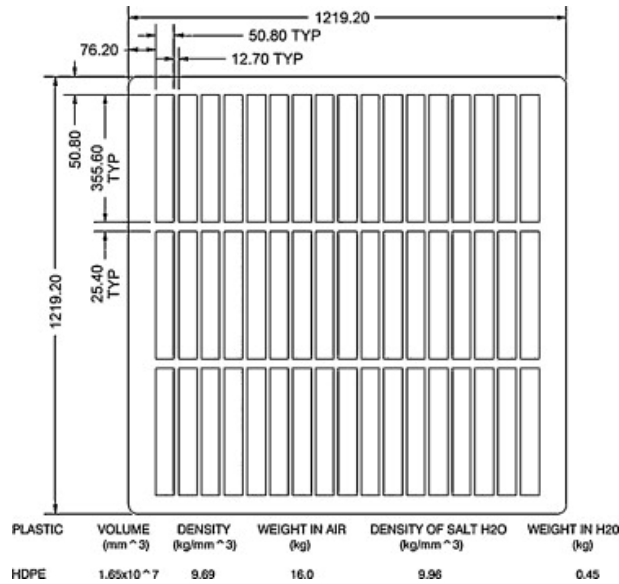 1219.20
50.80 TYP
76.20
12.70 TYP
50.80
355.60
TYP
25.40
TYP
1219.20
PLASTIC VOLUME DENSITY WEIGHT IN AIR DENSITY OF SALT H2O WEIGHT IN H20
(mm^3) (kg/mm^3) (kg) (kg/mm^3) (kg)
HDPE 1.65x10^7 9.69 16.0 9.96 0.45